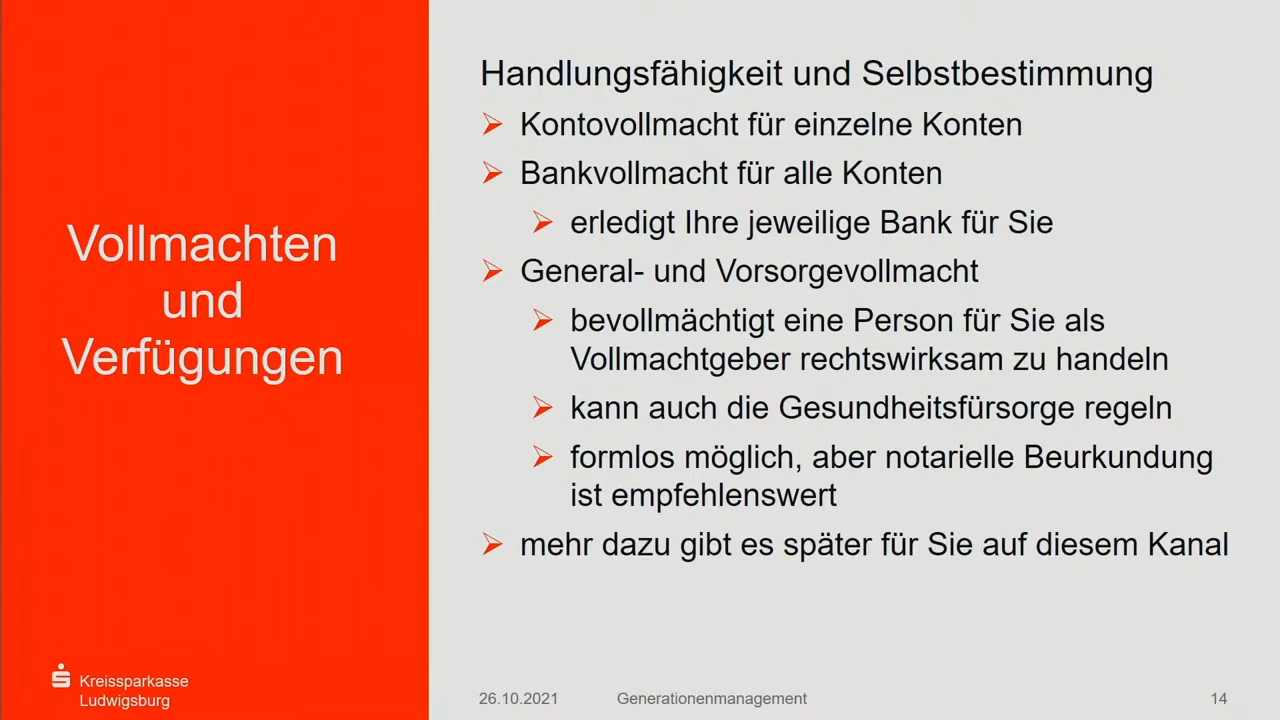 Vollmachten
und
Verfügungen
Handlungsfähigkeit und Selbstbestimmung
Kontovollmacht für einzelne Konten
Bankvollmacht für alle Konten
erledigt Ihre jeweilige Bank für Sie
General- und Vorsorgevollmacht
bevollmächtigt eine Person für Sie als
Vollmachtgeber rechtswirksam zu handeln
kann auch die Gesundheitsfürsorge regeln
formlos möglich, aber notarielle Beurkundung
ist empfehlenswert
mehr dazu gibt es später für Sie auf diesem Kanal
Kreissparkasse
Ludwigsburg
26.10.2021 Generationenmanagement 14